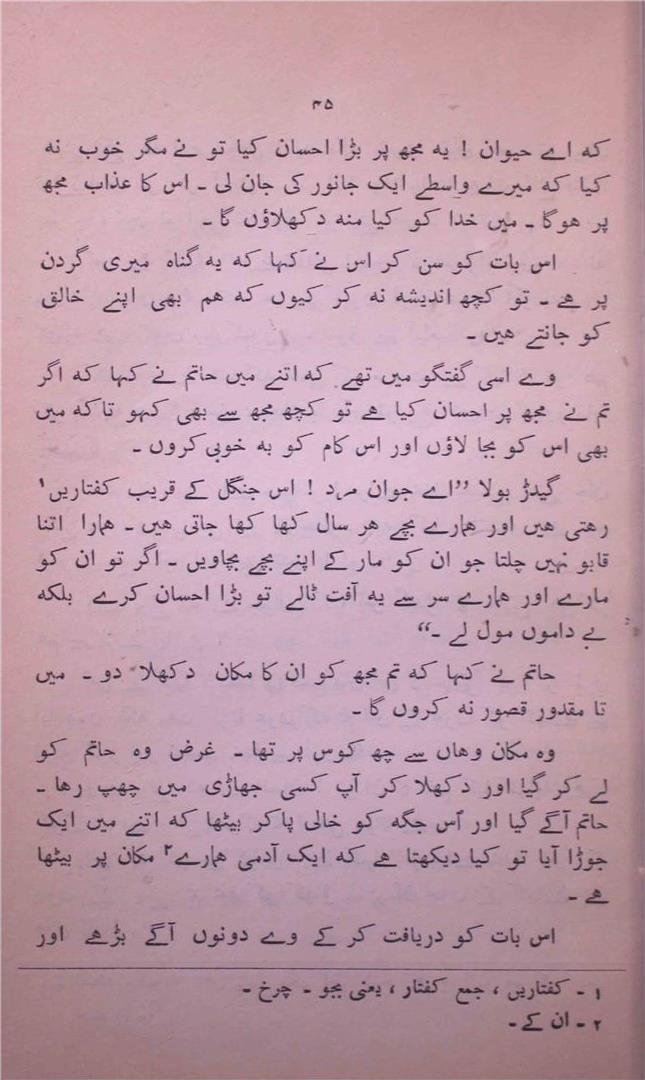 ۴۵
کہ اے حیوان ! یہ مجھ پر بڑا احسان کیا تو نے مگر خوب نہ
کیا کہ میرے واسطے ایک جانور کی جان لی ۔ اس کا عذاب مجھ
پر ہوگا ۔ میں خدا کو کیا منہ دکھلاؤں گا ۔
اس بات کو سن کر اس نے کہا کہ یہ گناہ میری گردن
پر ہے ۔ تو کچھ اندیشہ نہ کر کیوں کہ ہم بھی اپنے خالق
کو جانتے ہیں ۔
وے اسی گفتگو میں تھے کہ اتنے میں حاتم نے کہا کہ اگر
تم نے مجھ پر احسان کیا ہے تو کچھ مجھ سے بھی کہو تاکہ میں
بھی اس کو بجا لاؤں اور اس کام کو بہ خوبی کروں ۔
گیدڑ بولا ”اے جوان مرد ! اس جنگل کے قریب کفتاریں۱
رہتی ہیں اور ہمارے بچے ہر سال کھا کھا جاتی ہیں ۔ ہمارا اتنا
قابو نہیں چلتا جو ان کو مار کے اپنے بچے بچاویں ۔ اگر تو ان کو
مارے اور ہمارے سر سے یہ آفت ٹالے تو بڑا احسان کرے بلکہ
بے داموں مول لے ۔“
حاتم نے کہا کہ تم مجھ کو ان کا مکان دکھلا دو ۔ میں
تا مقدور قصور نہ کروں گا ۔
وہ مکان وہاں سے چھ کوس پر تھا ۔ غرض وہ حاتم کو
لے کر گیا اور دکھلا کر آپ کسی جھاڑی میں چھپ رہا ۔
حاتم آگے گیا اور اُس جگہ کو خالی پاکر بیٹھا کہ اتنے میں ایک
جوڑا آیا تو کیا دیکھتا ہے کہ ایک آدمی ہمارے۲ مکان پر بیٹھا
ہے ۔
اس بات کو دریافت کر کے وے دونوں آگے بڑھے اور
۱ ۔ کفتاریں ، جمع کفتار ، یعنی بجو ۔ چرخ ۔
۲ ۔ ان کے ۔